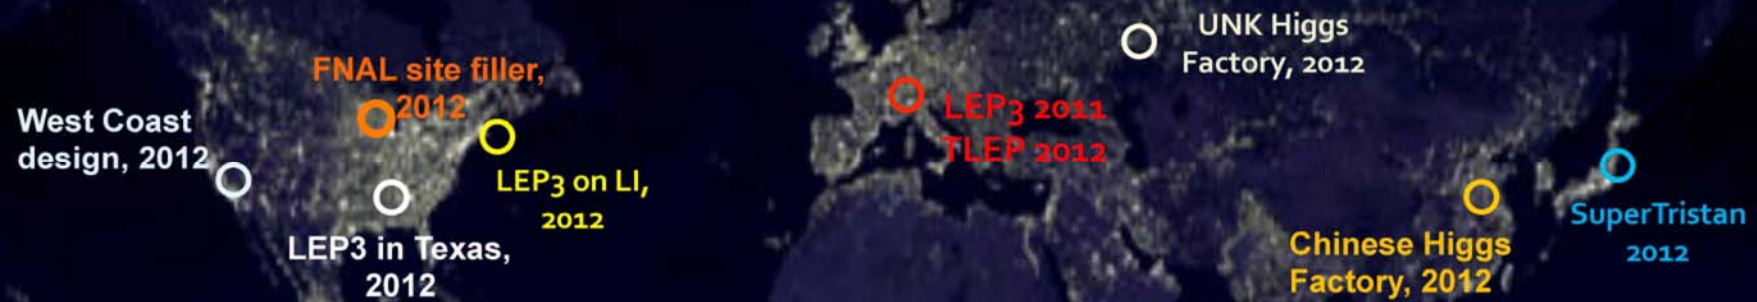 West Coast
design, 2012
FNAL site filler,
2012
LEP3 on LI,
2012
LEP3 in Texas,
2012
LEP3 2011
TLEP 2012
UNK Higgs
Factory, 2012
Chinese Higgs
Factory, 2012
SuperTristan
2012